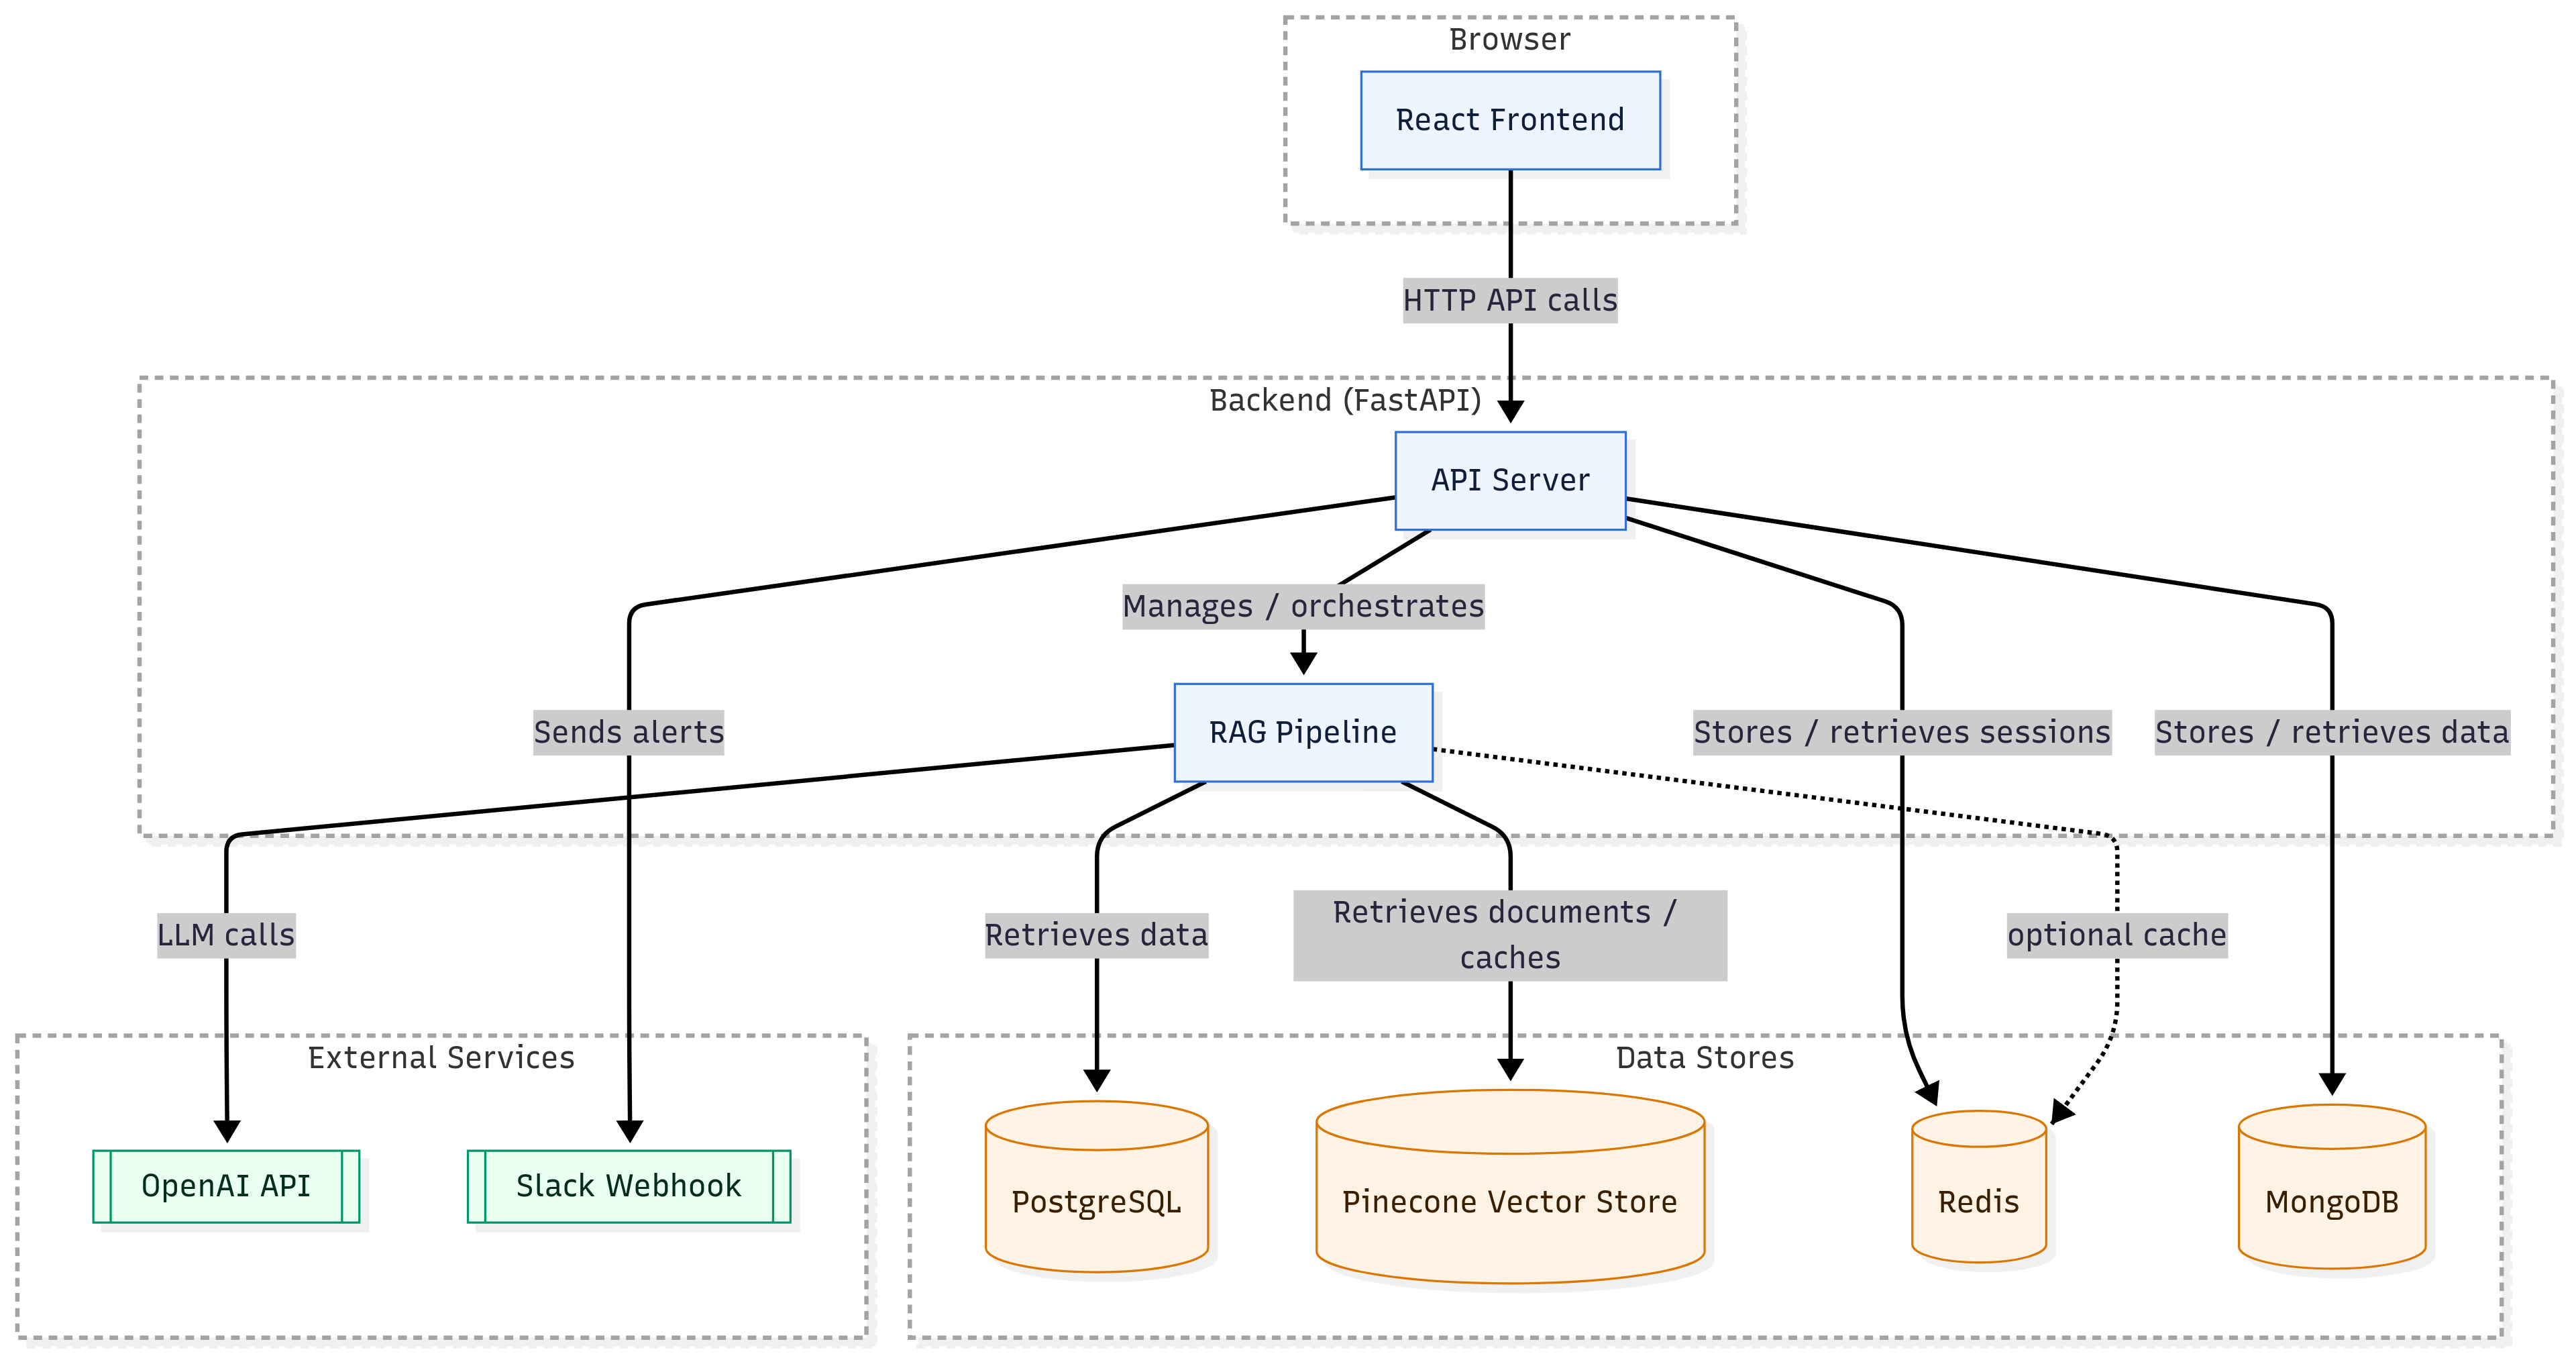 Browser
React Frontend
HTTP API calls
Backend (FastAPI)
API Server
Manages / orchestrates
Sends alerts
RAG Pipeline
Stores / retrieves sessions
Stores / retrieves data
LLM calls
Retrieves data
Retrieves documents /
caches
optional cache
External Services
Data Stores
OpenAI API
Slack Webhook
PostgreSQL
Pinecone Vector Store
Redis
MongoDB